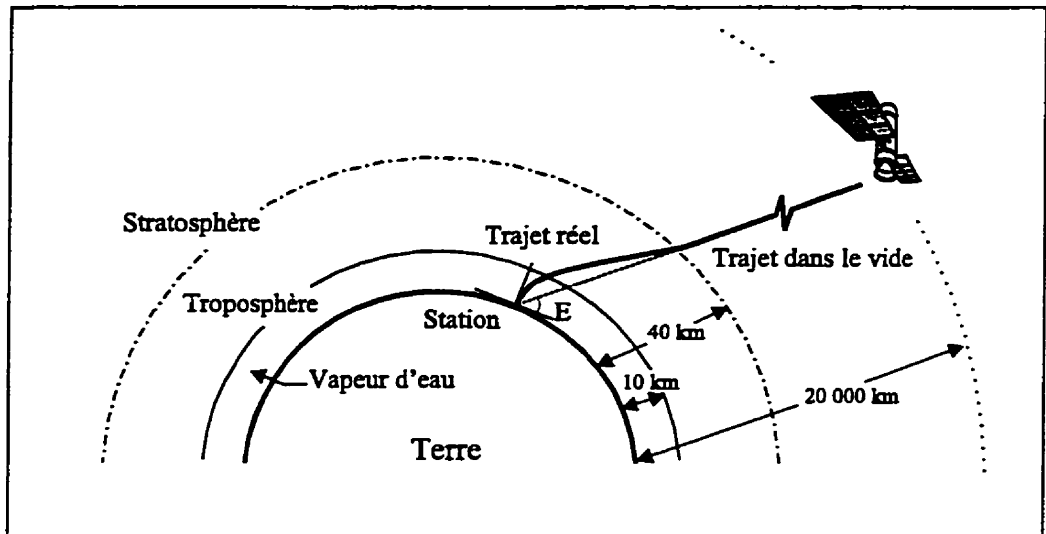 Stratosphère
Trajet réel
Trajet dans le vide
Troposphère
Station
E
40 km
Vapeur d'eau
10 km
20 000 km
Terre